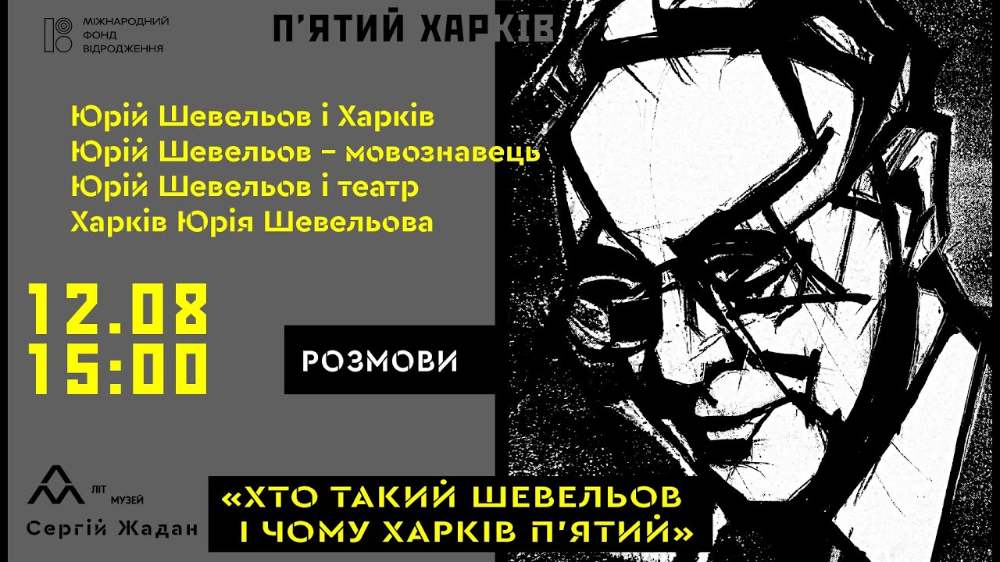 МІЖНАРОДНИЙ
ФОНД
ВІДРОДЖЕННЯ
П’ЯТИЙ ХАРКІВ
Юрій Шевельов і Харків
Юрій Шевельов – мовознавець
Юрій Шевельов і театр
Харків Юрія Шевельова
12.08
15:00
РОЗМОВИ
ЛІТ
МУЗЕЙ
Сергій Жадан
«ХТО ТАКИЙ ШЕВЕЛЬОВ
І ЧОМУ ХАРКІВ П’ЯТИЙ»